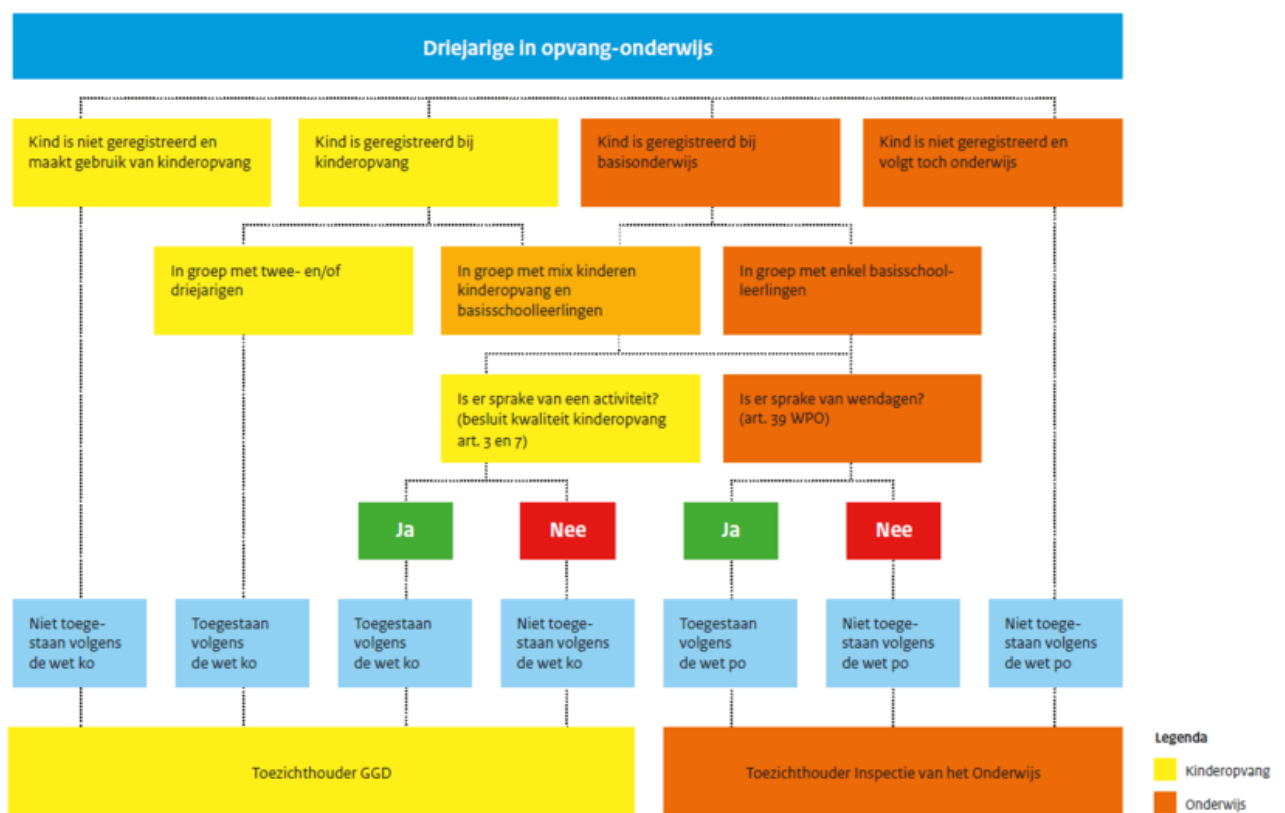 Driejarige in opvang-onderwijs
Kind is niet geregistreerd en
maakt gebruik van kinderopvang
Kind is geregistreerd bij
kinderopvang
Kind is geregistreerd bij
basisonderwijs
Kind is niet geregistreerd en
volgt toch onderwijs
In groep met twee- en/of
driejarigen
In groep met mix kinderen
kinderopvang en
basisschoolleerlingen
In groep met enkel basisschool-
leerlingen
Is er sprake van een activiteit?
(besluit kwaliteit kinderopvang
art. 3 en 7)
Is er sprake van wendagen?
(art. 39 WPO)
Ja
Nee
Ja
Nee
Niet toege-
staan volgens
de wet ko
Toegestaan
volgens
de wet ko
Toegestaan
volgens
de wet ko
Niet toege-
staan volgens
de wet ko
Toegestaan
volgens
de wet po
Niet toege-
staan volgens
de wet po
Niet toege-
staan volgens
de wet po
Toezichthouder GGD
Toezichthouder Inspectie van het Onderwijs
Legenda
Kinderopvang
Onderwijs